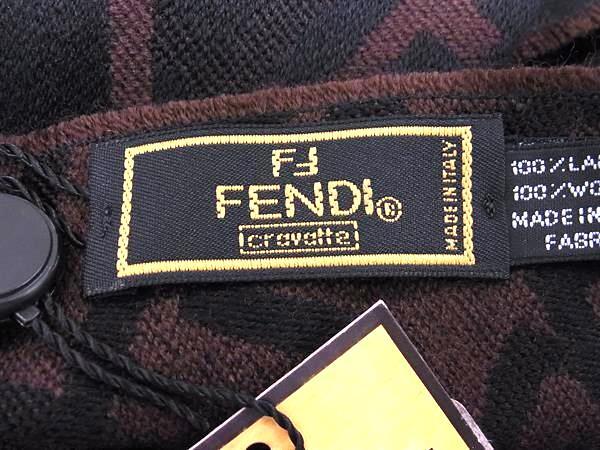 FF
FENDI®
cravatte
MADE IN ITALY
100% LA
100% WO
MADE IN
FABR